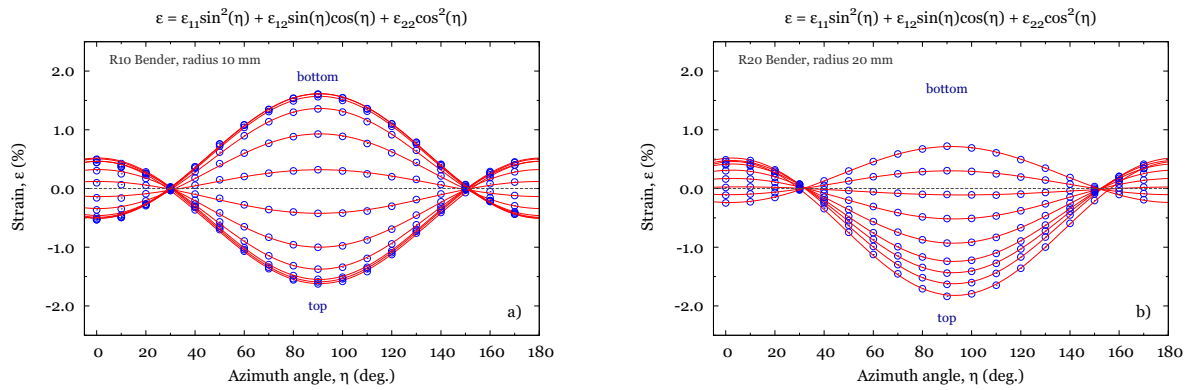 ε = ε₁₁sin²(η) + ε₁₂sin(η)cos(η) + ε₂₂cos²(η)
R10 Bender, radius 10 mm
bottom
top
a)
2.0
1.0
0.0
-1.0
-2.0
Strain, ε (%)
0 20 40 60 80 100 120 140 160 180
Azimuth angle, η (deg.)
ε = ε₁₁sin²(η) + ε₁₂sin(η)cos(η) + ε₂₂cos²(η)
R20 Bender, radius 20 mm
bottom
top
b)
2.0
1.0
0.0
-1.0
-2.0
Strain, ε (%)
0 20 40 60 80 100 120 140 160 180
Azimuth angle, η (deg.)